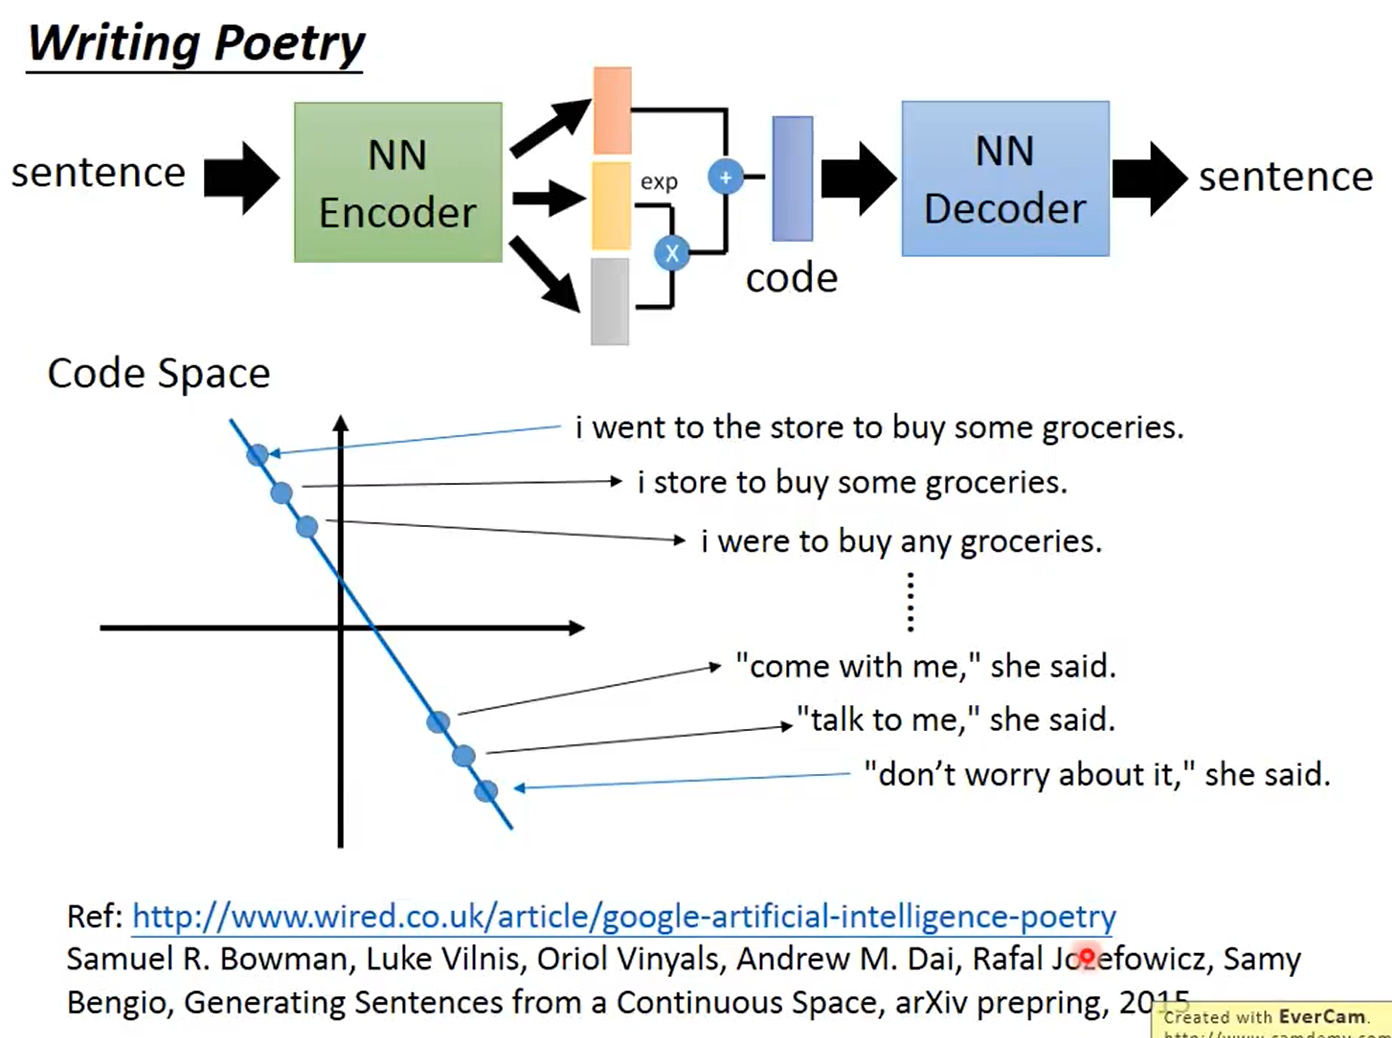 Writing Poetry
sentence
NN
Encoder
exp
+
X
code
NN
Decoder
sentence
Code Space
i went to the store to buy some groceries.
i store to buy some groceries.
i were to buy any groceries.
"come with me," she said.
"talk to me," she said.
"don’t worry about it," she said.
Ref: http://www.wired.co.uk/article/google-artificial-intelligence-poetry
Samuel R. Bowman, Luke Vilnis, Oriol Vinyals, Andrew M. Dai, Rafal Jozefowicz, Samy
Bengio, Generating Sentences from a Continuous Space, arXiv prepring, 2015
Created with EverCam.